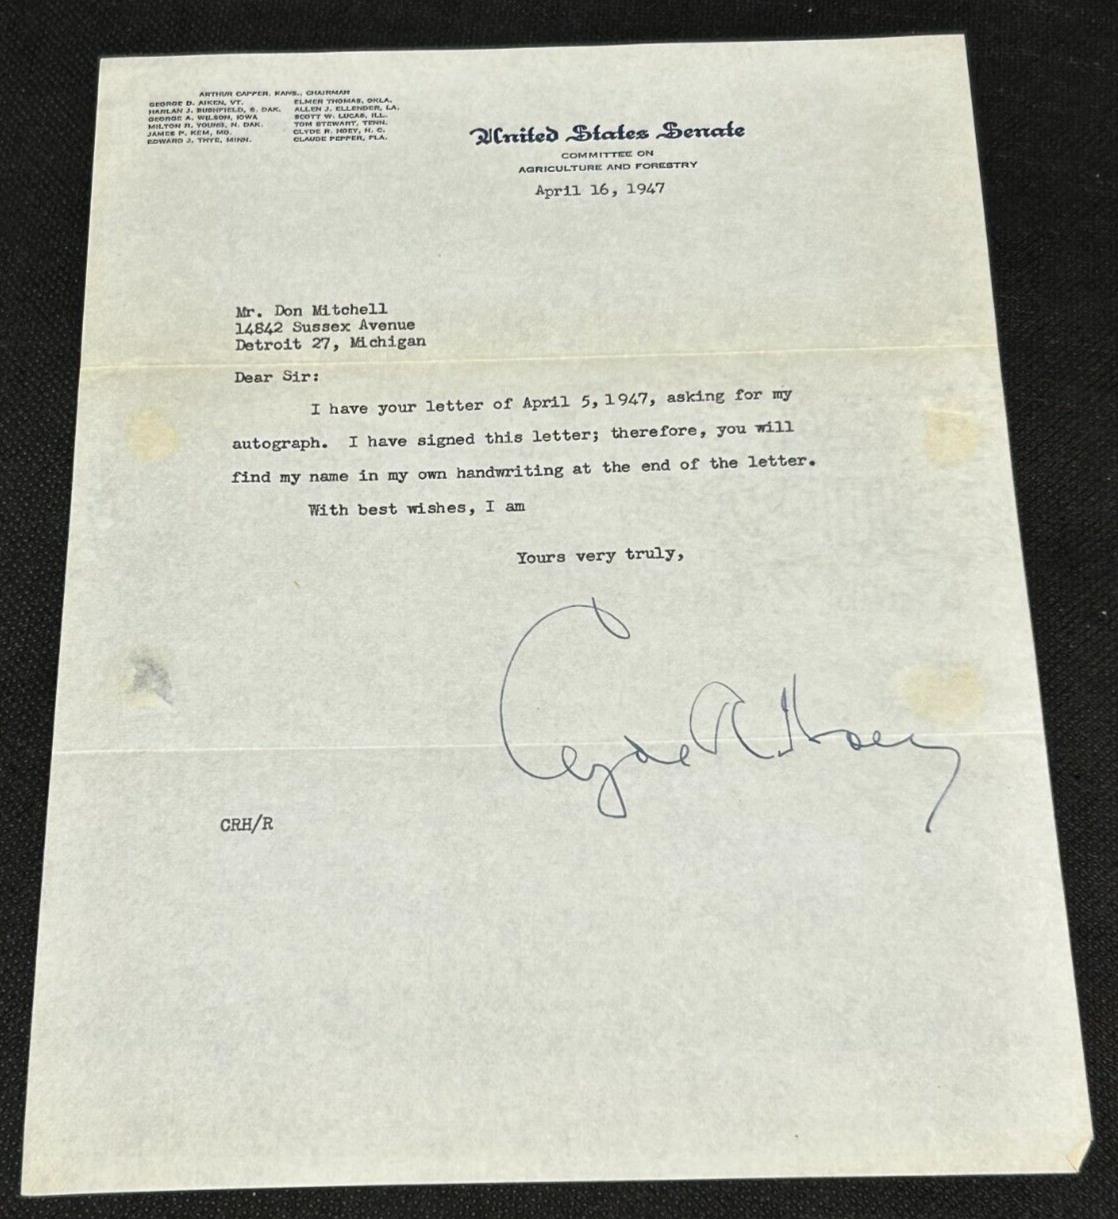 ARTHUR CAPPER, KANS., CHAIRMAN
GEORGE D. AIKEN, VT.
HARLAN J. BUSHFIELD, S. DAK.
GEORGE A. WILSON, IOWA
MILTON R. YOUNG, N. DAK.
JAMES P. KEM, MO.
EDWARD J. THYE, MINN.
ELMER THOMAS, OKLA.
ALLEN J. ELLENDER, LA.
SCOTT W. LUCAS, ILL.
TOM STEWART, TENN.
CLYDE R. HOEY, N. C.
CLAUDE PEPPER, FLA.
United States Senate
COMMITTEE ON
AGRICULTURE AND FORESTRY
April 16, 1947
Mr. Don Mitchell
14842 Sussex Avenue
Detroit 27, Michigan
Dear Sir:
I have your letter of April 5, 1947, asking for my
autograph. I have signed this letter; therefore, you will
find my name in my own handwriting at the end of the letter.
With best wishes, I am
Yours very truly,
Clyde R. Hoey
CRH/R